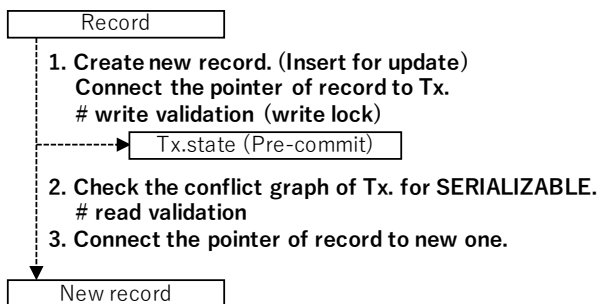 Record
1. Create new record. (Insert for update)
Connect the pointer of record to Tx.
# write validation (write lock)
Tx.state (Pre-commit)
2. Check the conflict graph of Tx. for SERIALIZABLE.
# read validation
3. Connect the pointer of record to new one.
New record